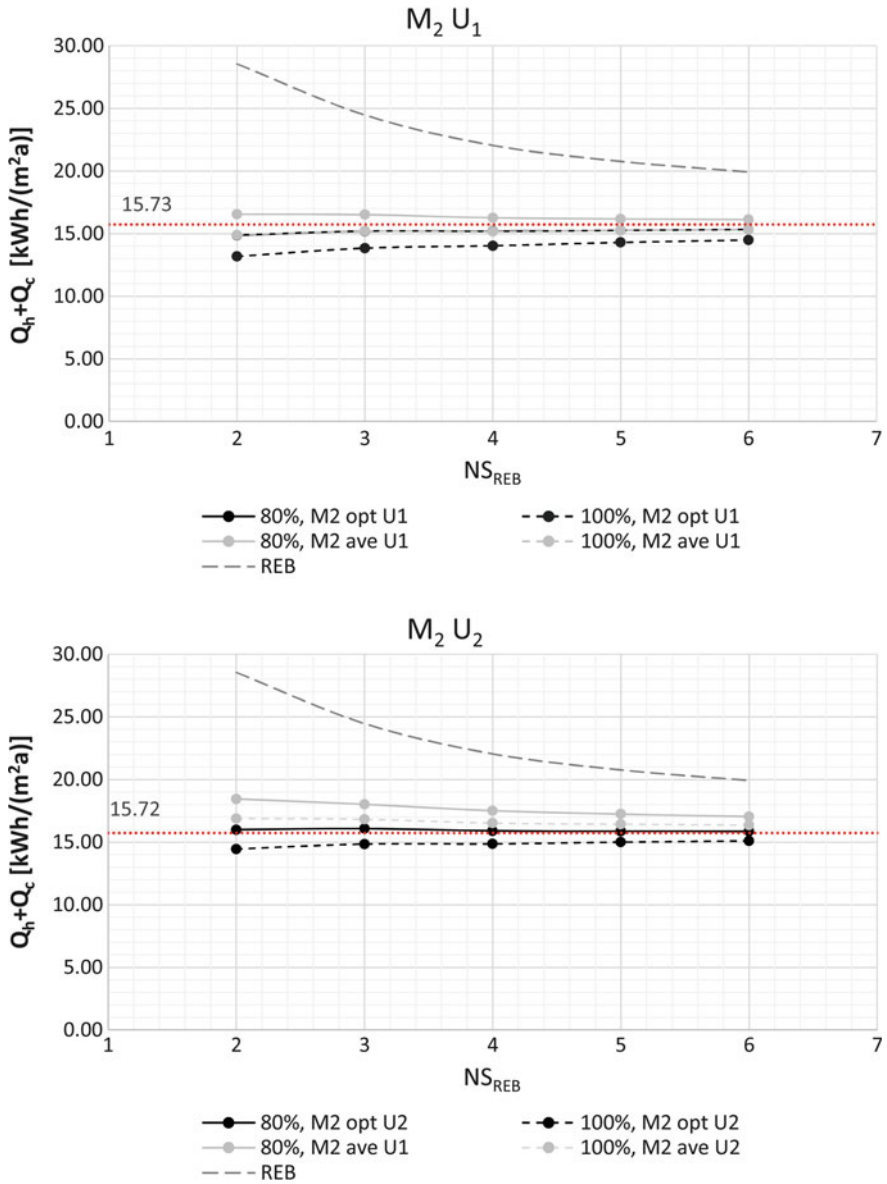 M₂ U₁
30.00
25.00
20.00
15.73
15.00
10.00
5.00
0.00
Qₕ+Q꜀ [kWh/(m²a)]
1 2 3 4 5 6 7
NS_REB
80%, M2 opt U1 100%, M2 opt U1
80%, M2 ave U1 100%, M2 ave U1
REB
M₂ U₂
30.00
25.00
20.00
15.72
15.00
10.00
5.00
0.00
Qₕ+Q꜀ [kWh/(m²a)]
1 2 3 4 5 6 7
NS_REB
80%, M2 opt U2 100%, M2 opt U2
80%, M2 ave U1 100%, M2 ave U2
REB